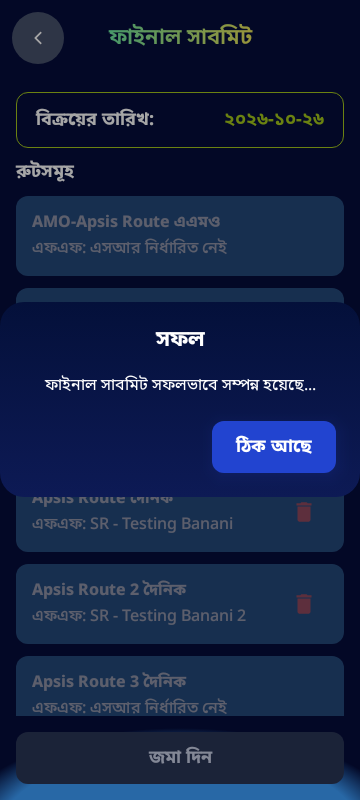 ফাইনাল সাবমিট
বিক্রয়ের তারিখ: ২০২৬-১০-২৬
রুটসমূহ
AMO-Apsis Route এএমও
এফএফ: এসআর নির্ধারিত নেই
সফল
ফাইনাল সাবমিট সফলভাবে সম্পন্ন হয়েছে...
ঠিক আছে
Apsis Route দৈনিক
এফএফ: SR - Testing Banani
Apsis Route 2 দৈনিক
এফএফ: SR - Testing Banani 2
Apsis Route 3 দৈনিক
এফএফ: এসআর নির্ধারিত নেই
জমা দিন